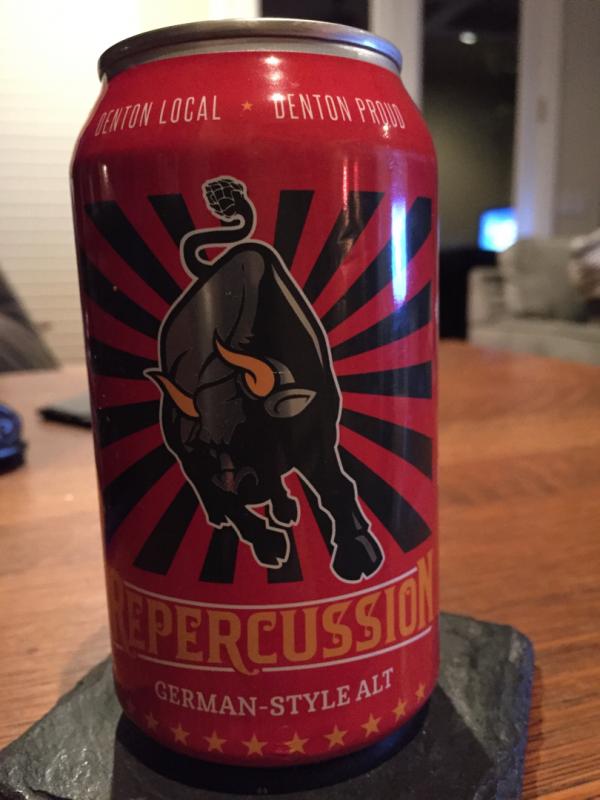 DENTON LOCAL ★ DENTON PROUD
REPERCUSSION
GERMAN-STYLE ALT